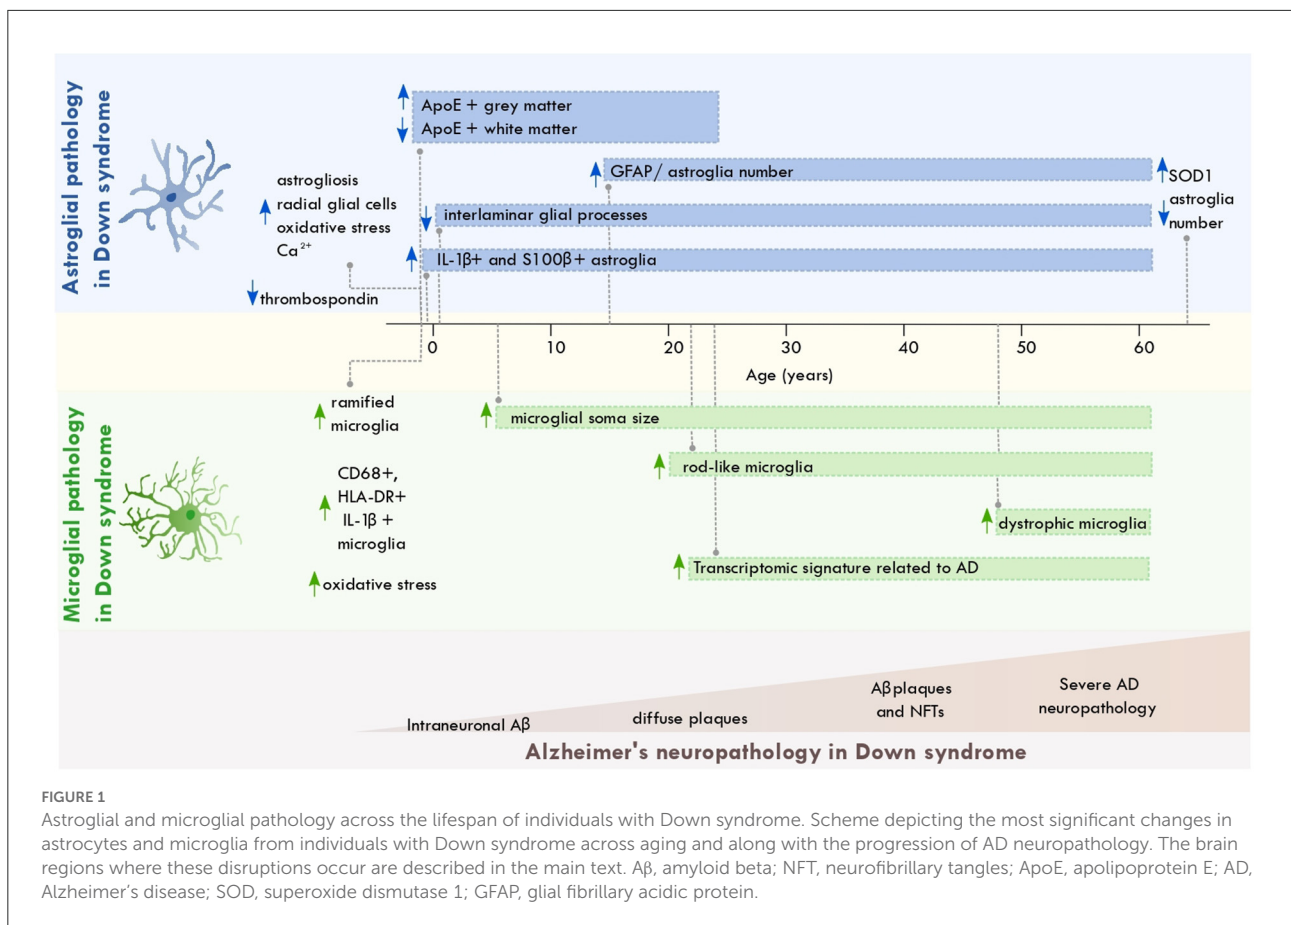 Astroglial pathology
in Down syndrome
ApoE + grey matter
ApoE + white matter
GFAP/ astroglia number
SOD1
astroglia
number
astrogliosis
radial glial cells
oxidative stress
Ca²⁺
interlaminar glial processes
IL-1β+ and S100β+ astroglia
thrombospondin
0 10 20 30 40 50 60
Age (years)
Microglial pathology
in Down syndrome
ramified
microglia
CD68+,
HLA-DR+
IL-1β +
microglia
oxidative stress
microglial soma size
rod-like microglia
dystrophic microglia
Transcriptomic signature related to AD
Intraneuronal Aβ
diffuse plaques
Aβplaques
and NFTs
Severe AD
neuropathology
Alzheimer's neuropathology in Down syndrome
FIGURE 1
Astroglial and microglial pathology across the lifespan of individuals with Down syndrome. Scheme depicting the most significant changes in
astrocytes and microglia from individuals with Down syndrome across aging and along with the progression of AD neuropathology. The brain
regions where these disruptions occur are described in the main text. Aβ, amyloid beta; NFT, neurofibrillary tangles; ApoE, apolipoprotein E; AD,
Alzheimer's disease; SOD, superoxide dismutase 1; GFAP, glial fibrillary acidic protein.